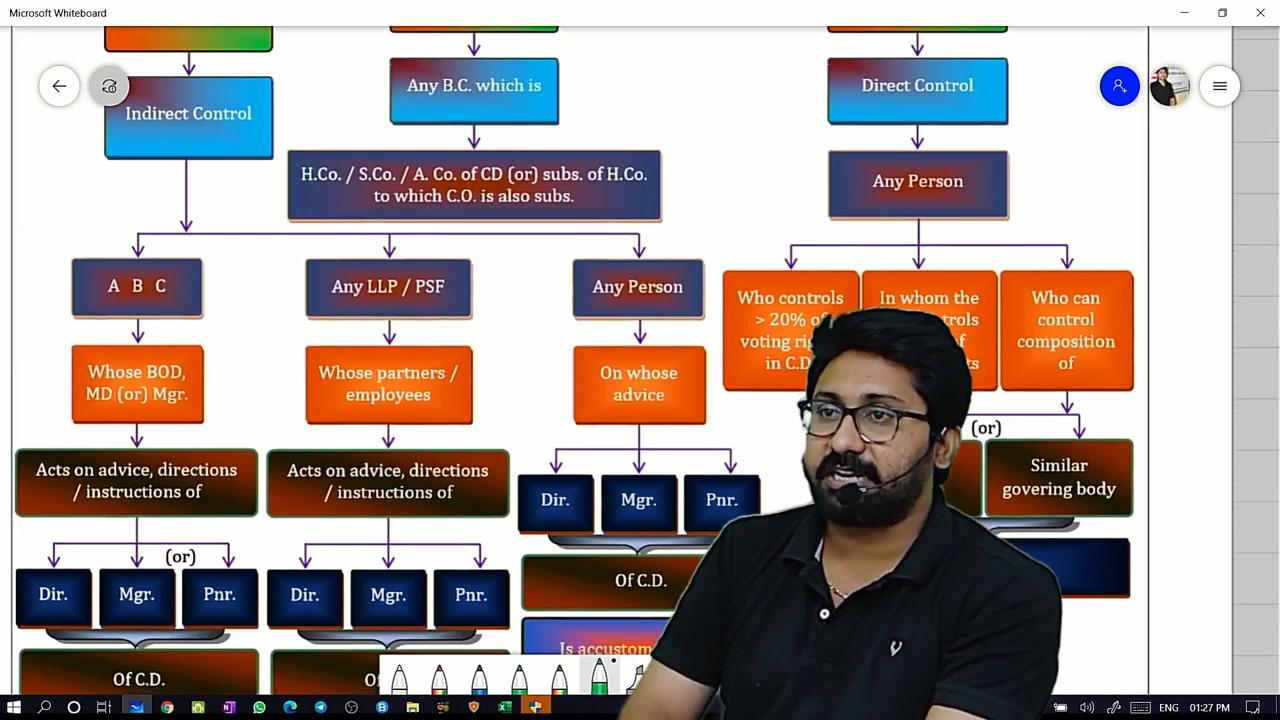 Microsoft Whiteboard
Indirect Control
Any B.C. which is
Direct Control
H.Co. / S.Co. / A. Co. of CD (or) subs. of H.Co.
to which C.O. is also subs.
Any Person
A B C
Any LLP / PSF
Any Person
Who controls
> 20% of
voting
in C.D.
In whom the
Who can
control
composition
of
Whose BOD,
MD (or) Mgr.
Whose partners /
employees
On whose
advice
(or)
Similar
govering body
Acts on advice, directions
/ instructions of
Acts on advice, directions
/ instructions of
Dir.
Mgr.
Pnr.
(or)
Dir.
Mgr.
Pnr.
Dir.
Mgr.
Pnr.
Of C.D.
Is
Of C.D.
ENG
01:27 PM